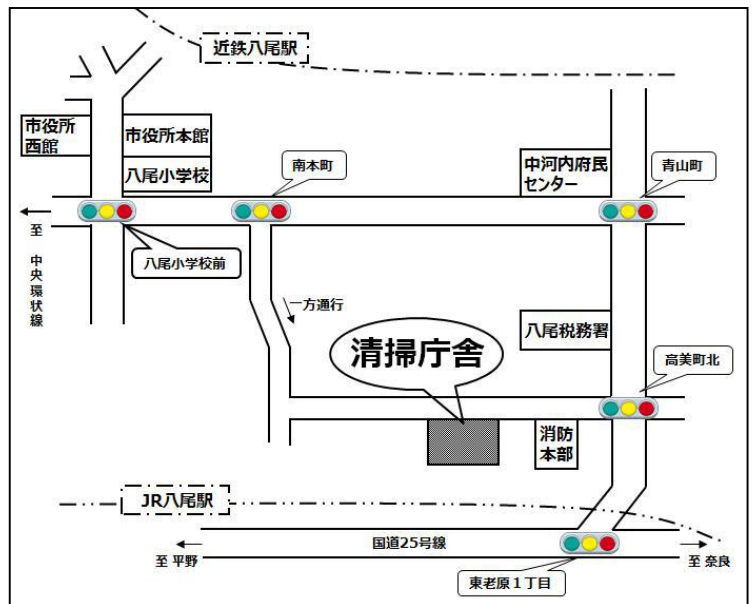 近鉄八尾駅
市役所
西館
市役所本館
八尾小学校
南本町
中河内府民
センター
青山町
至 中央環状線
八尾小学校前
一方通行
清掃庁舎
八尾税務署
高美町北
消防
本部
JR八尾駅
国道25号線
至 平野
至 奈良
東老原１丁目